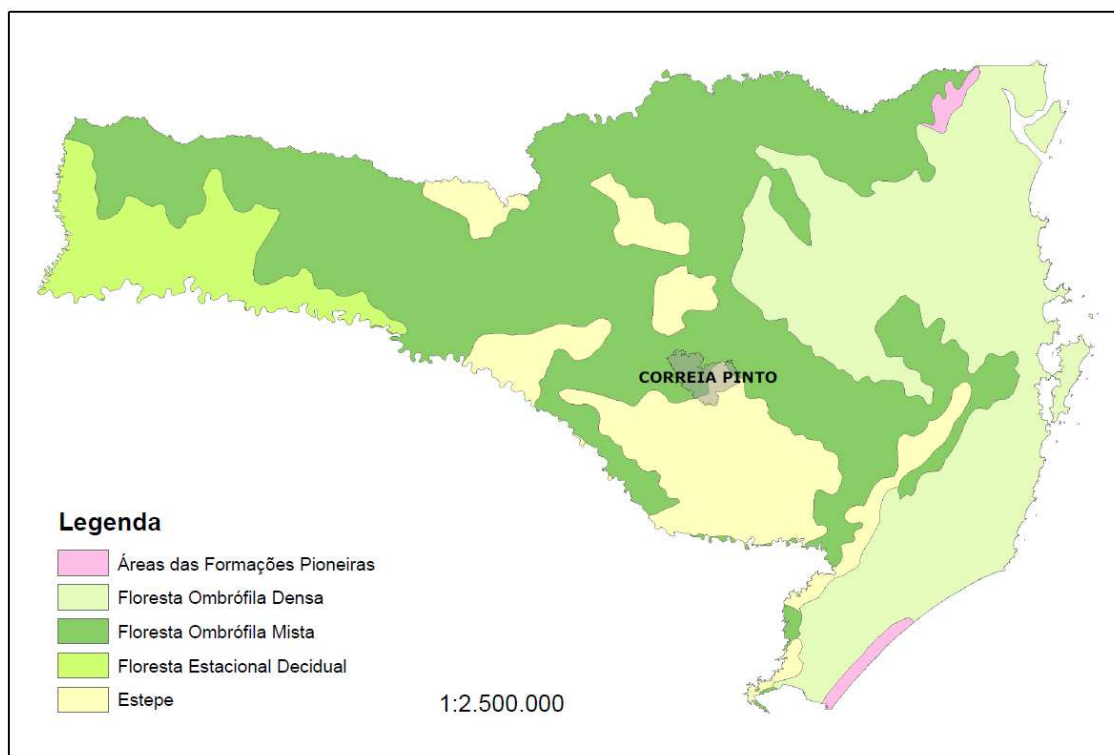 CORREIA PINTO
Legenda
Áreas das Formações Pioneiras
Floresta Ombrófila Densa
Floresta Ombrófila Mista
Floresta Estacional Decidual
Estepe
1:2.500.000